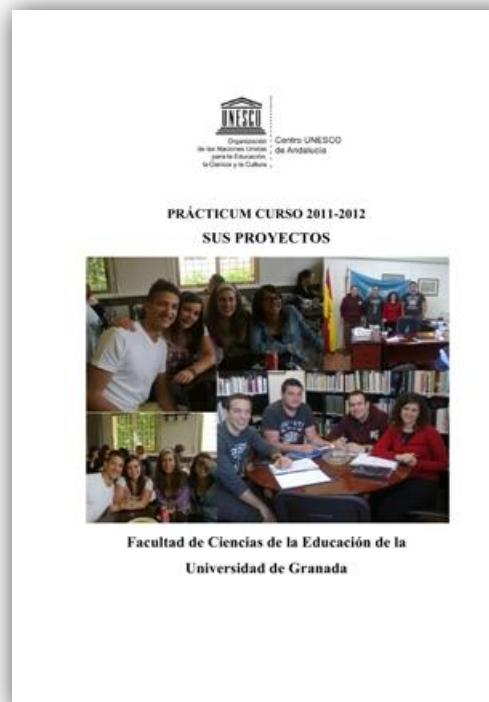 UNESCO
Organización
de las Naciones Unidas
para la Educación,
la Ciencia y la Cultura
Centro UNESCO
de Andalucía
PRÁCTICUM CURSO 2011-2012
SUS PROYECTOS
Facultad de Ciencias de la Educación de la
Universidad de Granada